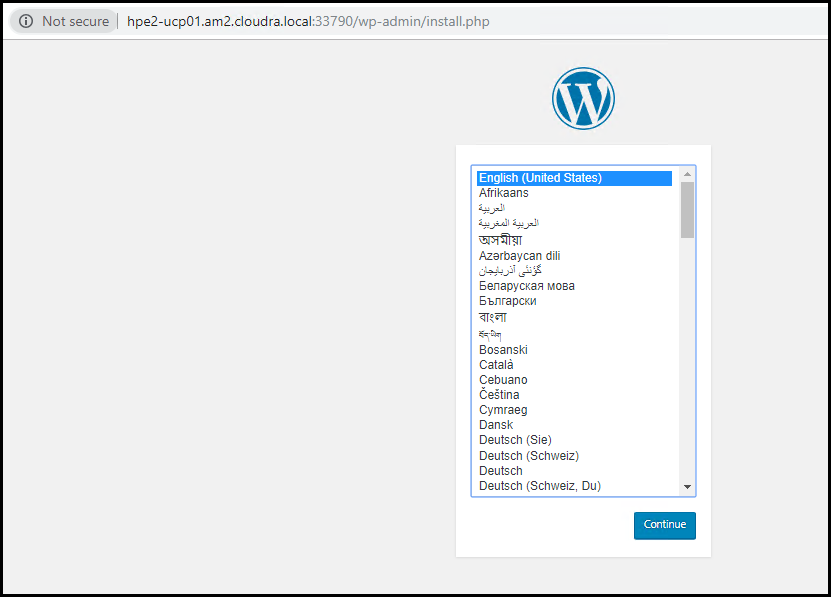 Not secure hpe2-ucp01.am2.cloudra.local:33790/wp-admin/install.php
English (United States)
Afrikaans
العربية
العربية المغربية
অসমীয়া
Azərbaycan dili
گؤنئی آذربایجان
Беларуская мова
Български
বাংলা
བོད་ཡིག
Bosanski
Català
Cebuano
Čeština
Cymraeg
Dansk
Deutsch (Sie)
Deutsch (Schweiz)
Deutsch
Deutsch (Schweiz, Du)
Continue